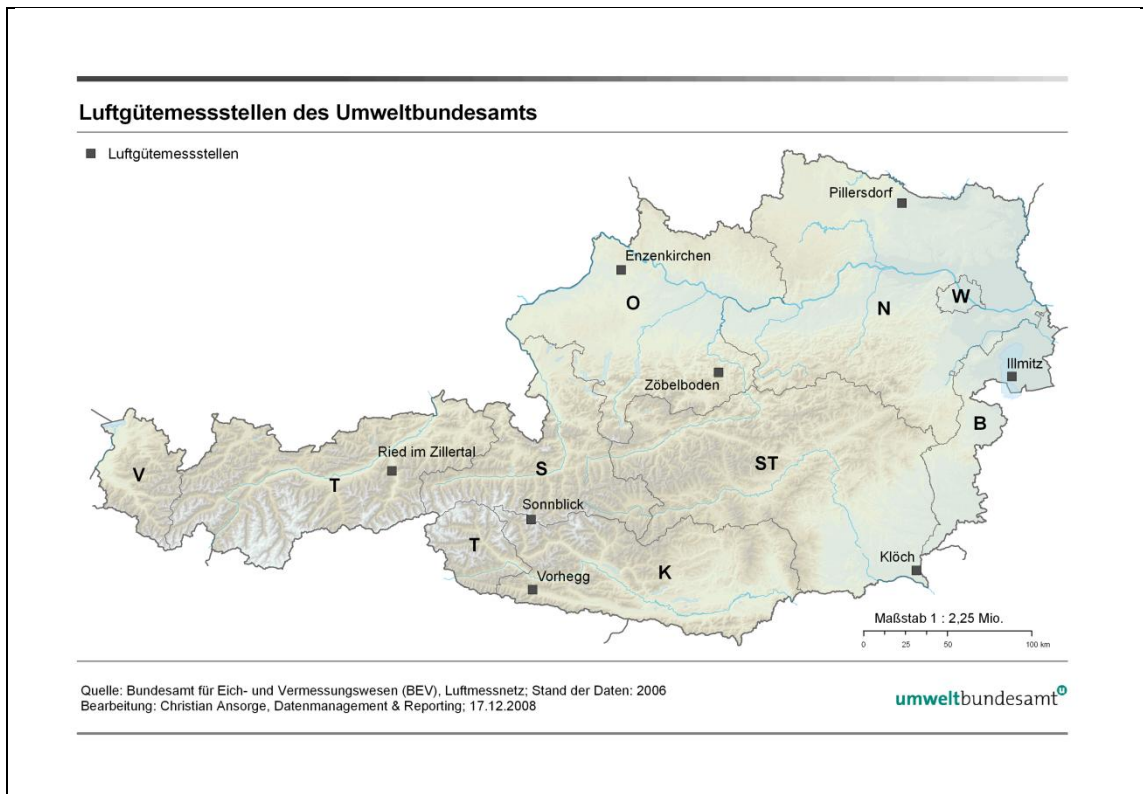 Luftgütemessstellen des Umweltbundesamts
Luftgütemessstellen
Pillersdorf
Enzenkirchen
O
N
W
Illmitz
Zöbelboden
B
Ried im Zillertal
V
T
S
ST
Sonnblick
T
Klöch
Vorhegg
K
Maßstab 1 : 2,25 Mio.
0 25 50 100 km
Quelle: Bundesamt für Eich- und Vermessungswesen (BEV), Luftmessnetz; Stand der Daten: 2006
Bearbeitung: Christian Ansorge, Datenmanagement & Reporting; 17.12.2008
umweltbundesamt u